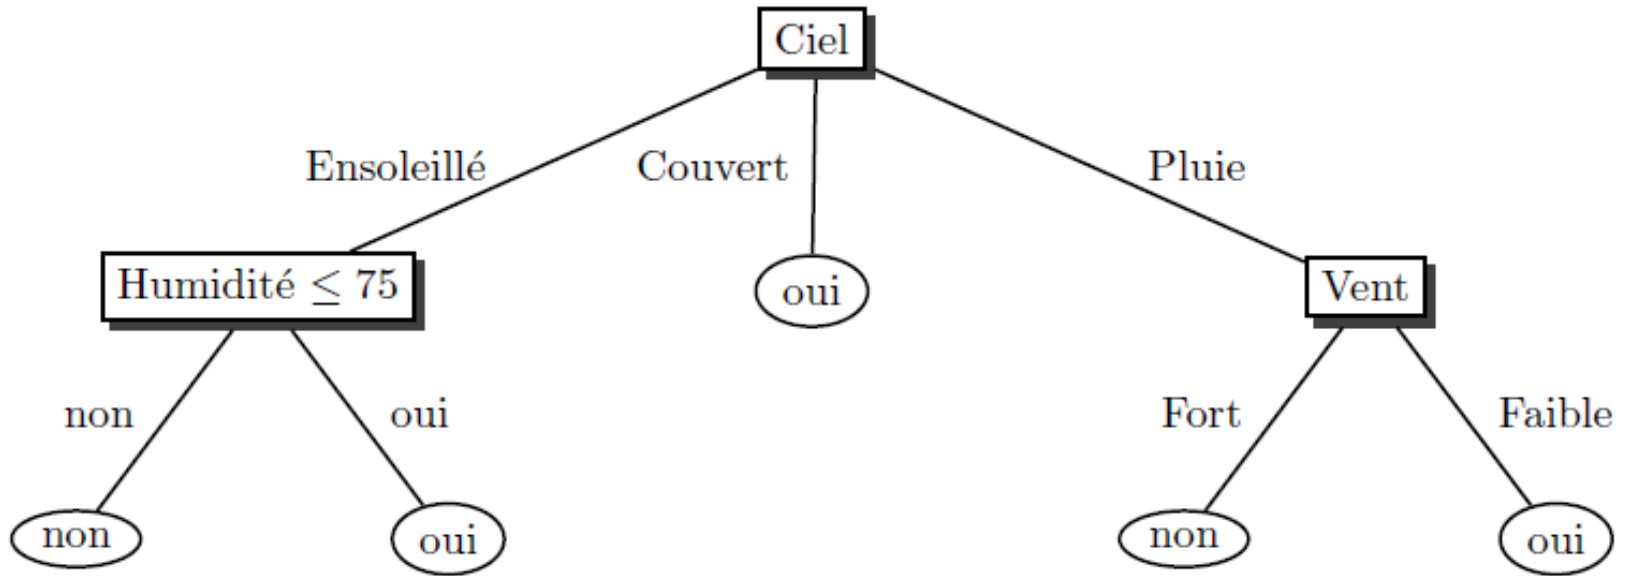 Ciel
Ensoleillé Couvert Pluie
Humidité ≤ 75 oui Vent
non oui Fort Faible
non oui non oui